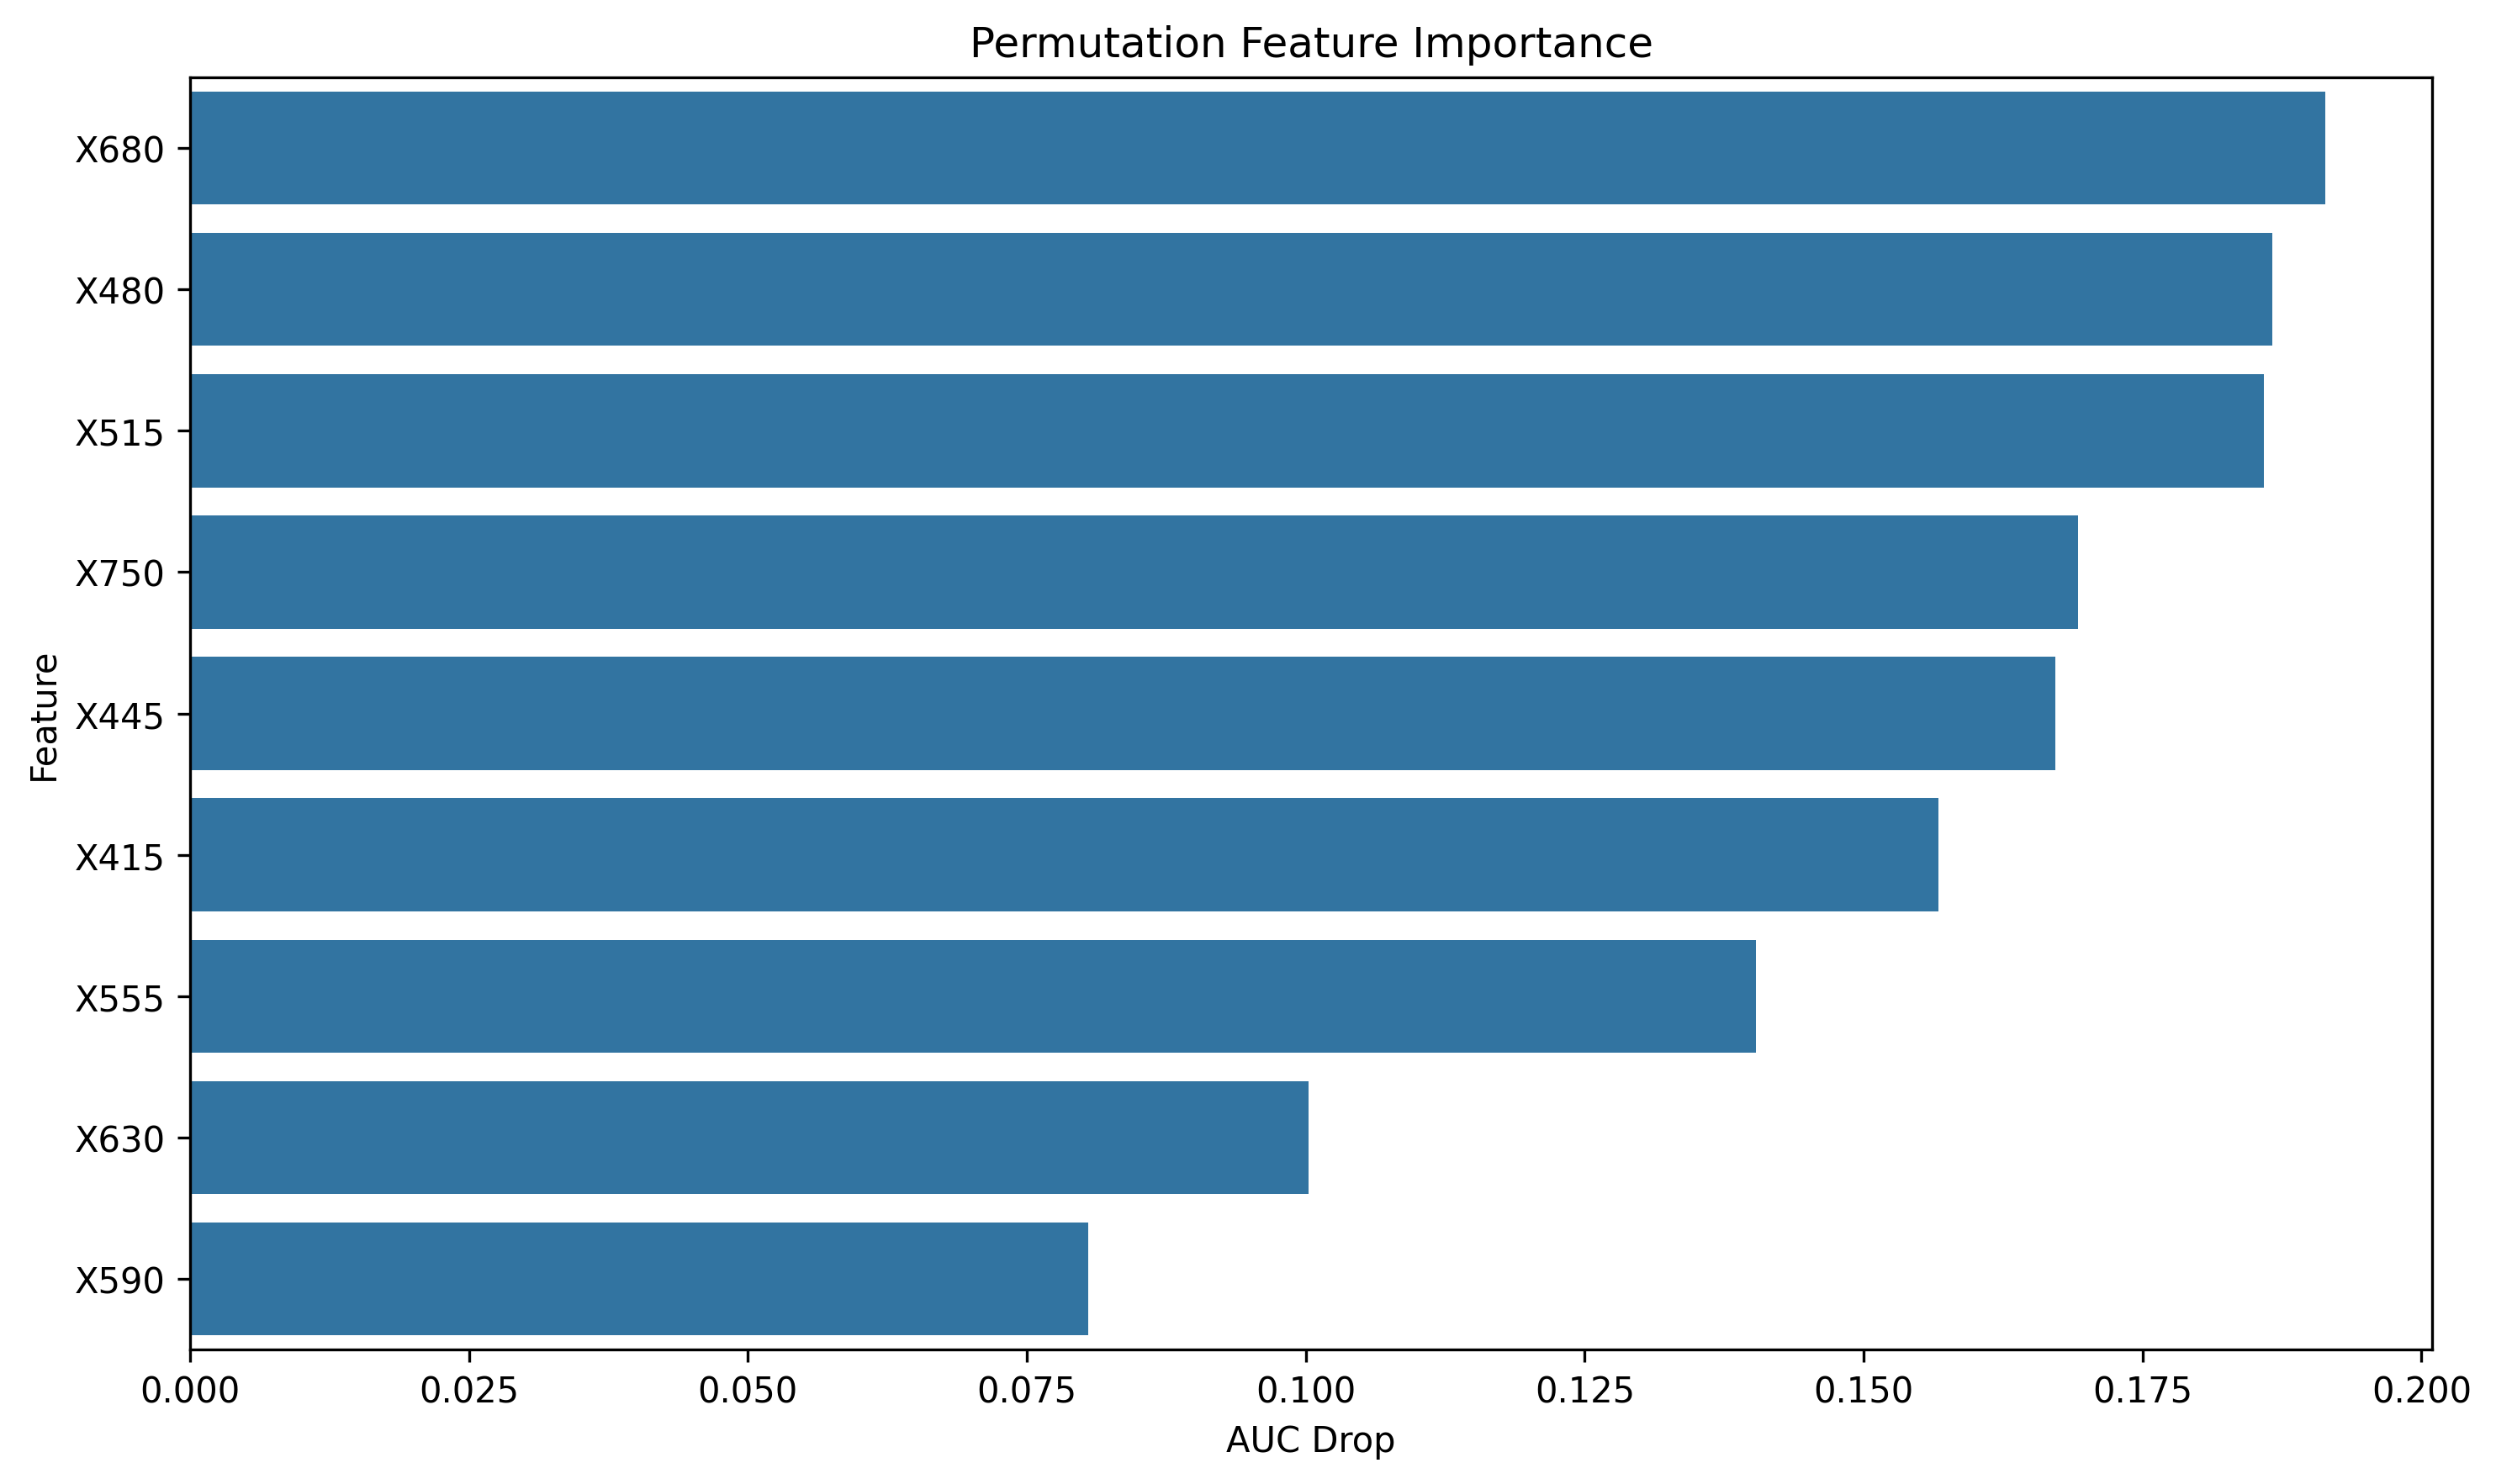 Permutation Feature Importance
X680
X480
X515
X750
X445
X415
X555
X630
X590
Feature
0.000 0.025 0.050 0.075 0.100 0.125 0.150 0.175 0.200
AUC Drop